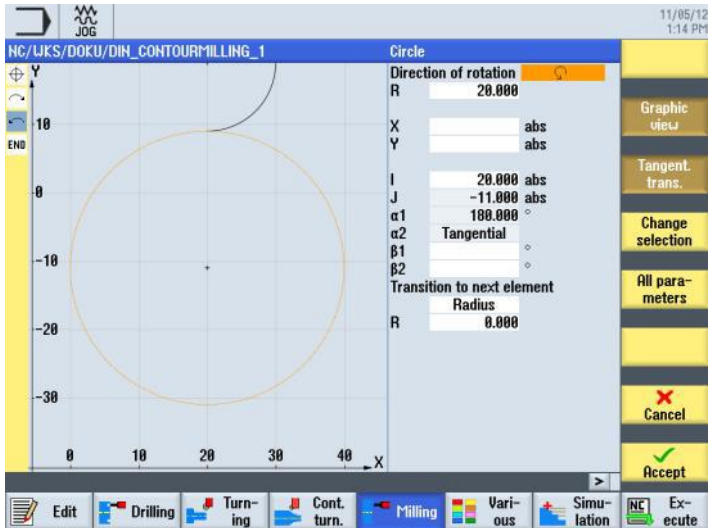 JOG
11/05/12
1:14 PM
NC/WKS/DOKU/DIN_CONTOURMILLING_1
Circle
Y
END
10
0
-10
-20
-30
0 10 20 30 40 X
Direction of rotation
R 20.000
X abs
Y abs
I 20.000 abs
J -11.000 abs
α1 180.000 °
α2 Tangential
β1 °
β2 °
Transition to next element
Radius
R 0.000
Graphic
view
Tangent.
trans.
Change
selection
All para-
meters
Cancel
Accept
>
Edit
Drilling
Turn-
ing
Cont.
turn.
Milling
Vari-
ous
Simu-
lation
NC
Ex-
ecute